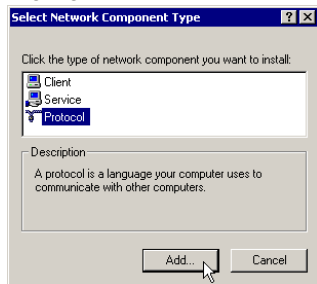 Select Network Component Type
Click the type of network component you want to install:
Client
Service
Protocol
Description
A protocol is a language your computer uses to
communicate with other computers.
Add... Cancel